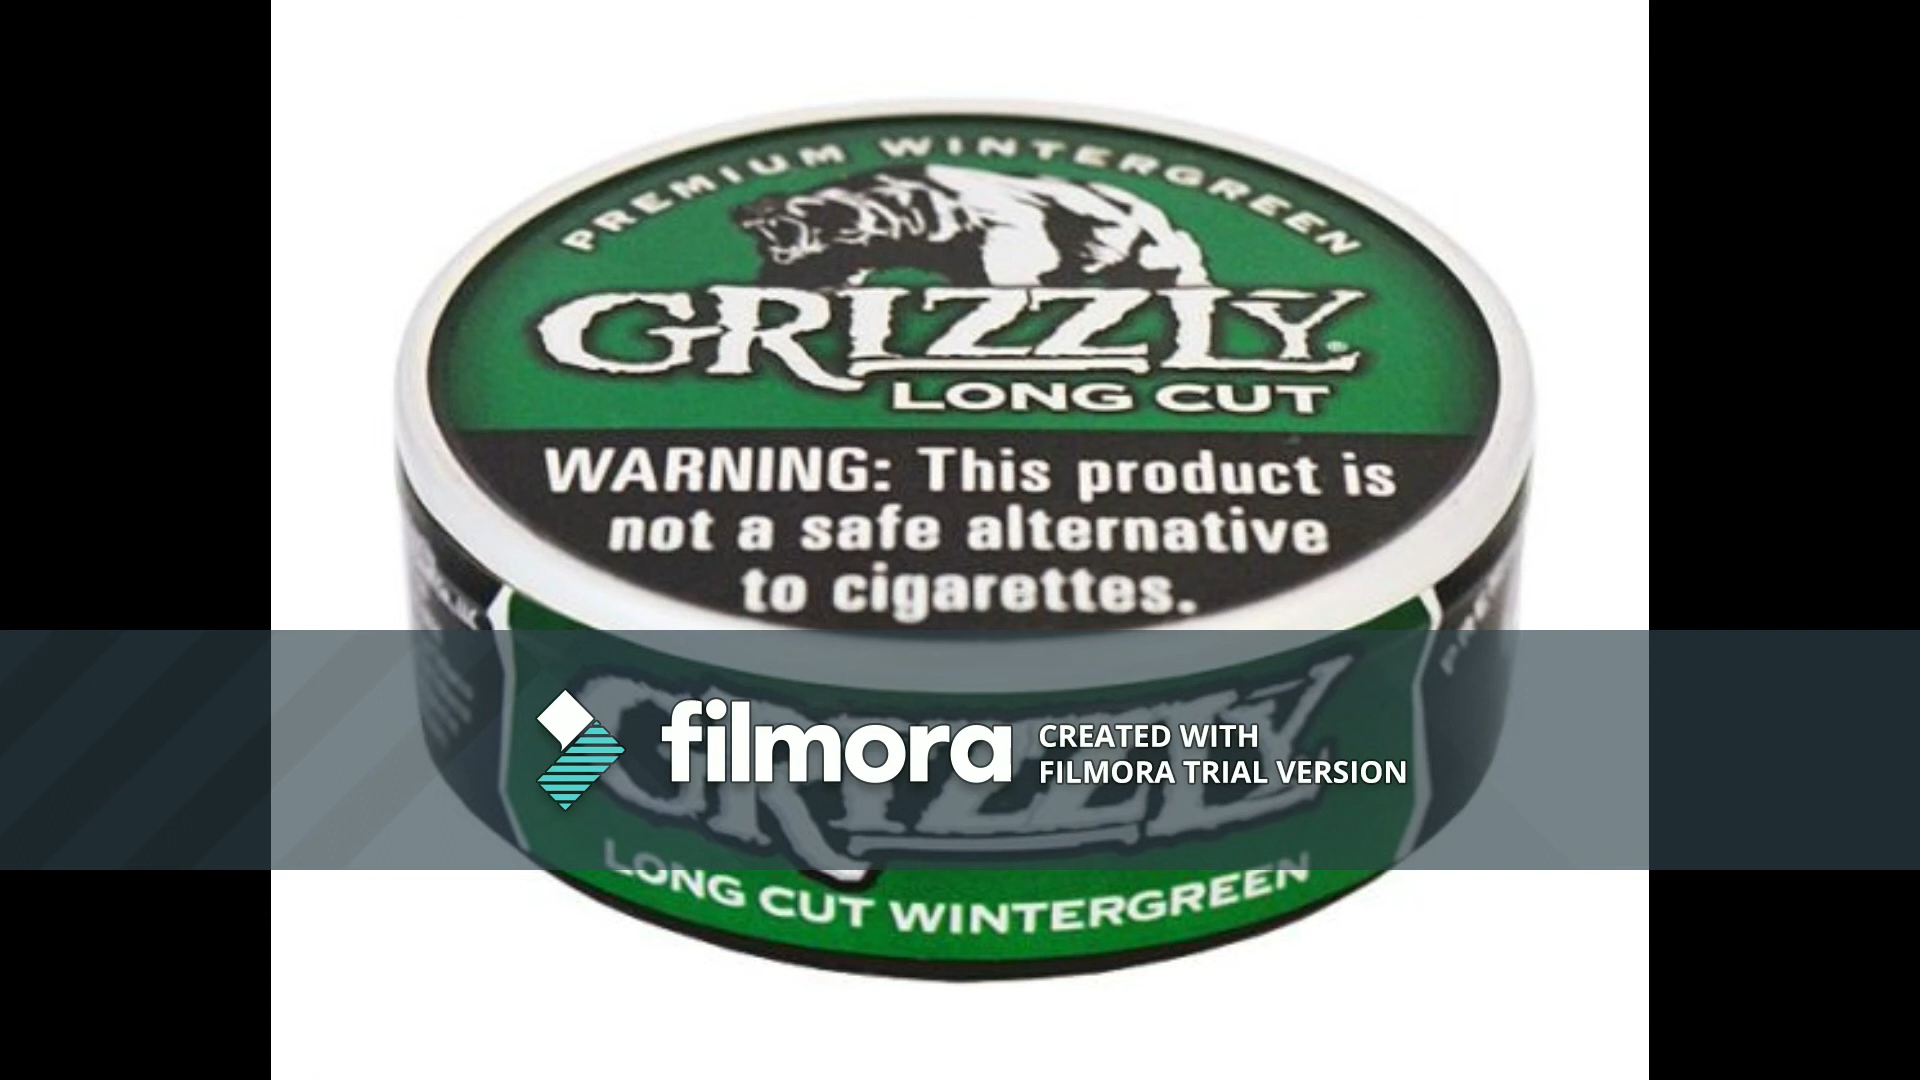 PREMIUM WINTERGREEN
GRIZZLY®
LONG CUT
WARNING: This product is
not a safe alternative
to cigarettes.
GRIZZLY
filmora
CREATED WITH
FILMORA TRIAL VERSION
LONG CUT WINTERGREEN